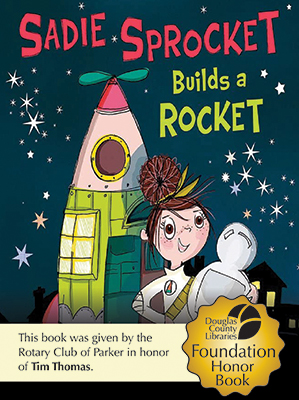 SADIE SPROCKET
Builds a
ROCKET
This book was given by the
Rotary Club of Parker in honor
of Tim Thomas.
Douglas
County
Libraries
Foundation
Honor
Book